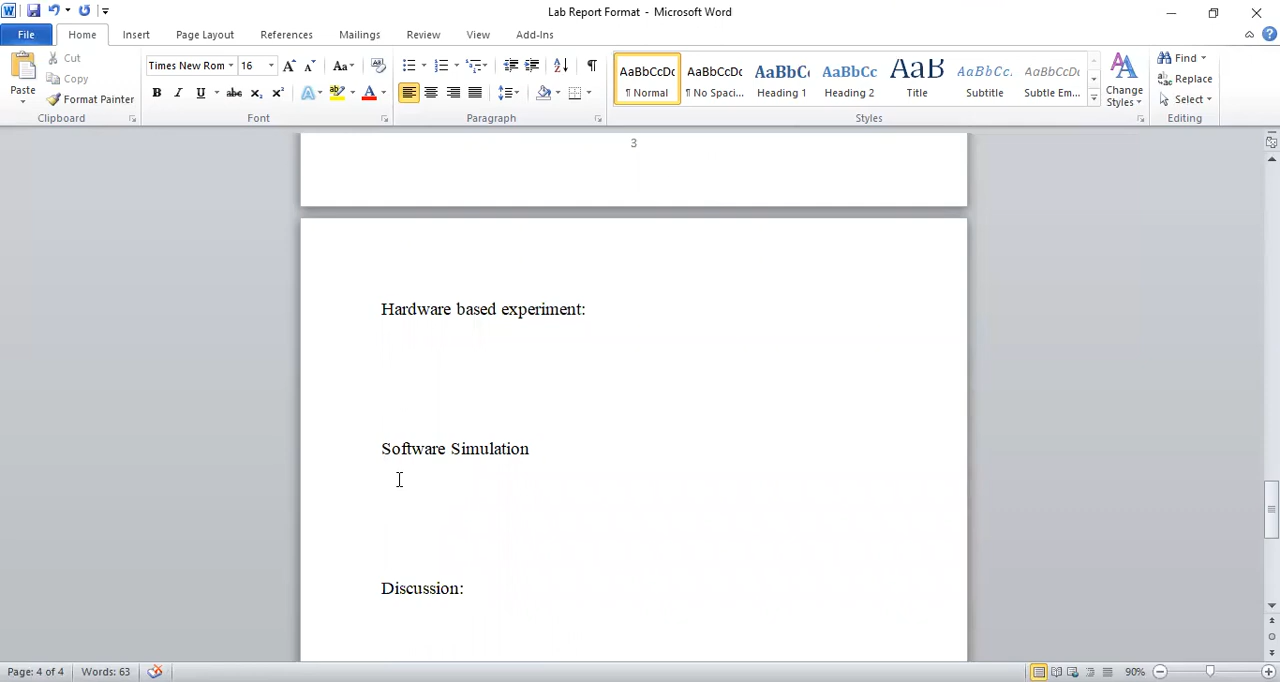 Lab Report Format - Microsoft Word
File Home Insert Page Layout References Mailings Review View Add-Ins
Paste
Cut
Copy
Format Painter
Clipboard
Times New Rom 16
Font
Paragraph
AaBbCcDc AaBbCcDc AaBbC AaBbCc AaB AaBbCc. AaBbCcDc
¶ Normal ¶ No Spaci... Heading 1 Heading 2 Title Subtitle Subtle Em...
Change
Styles
Styles
Find
Replace
Select
Editing
3
Hardware based experiment:
Software Simulation
Discussion:
Page: 4 of 4 Words: 63 90%